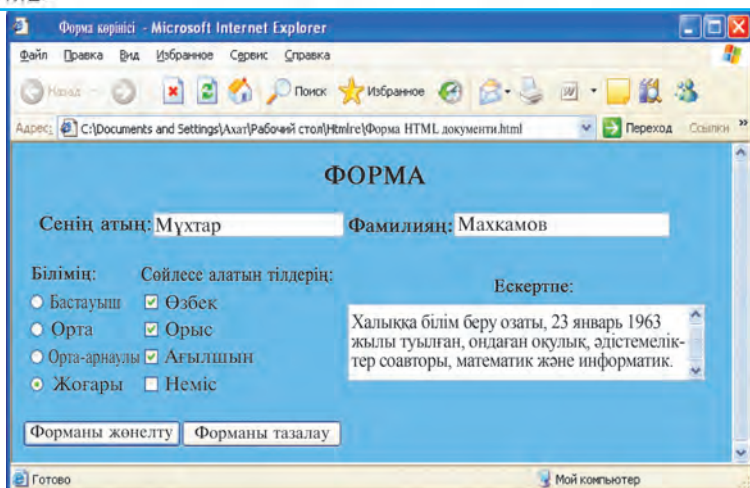 Форма көрінісі - Microsoft Internet Explorer
Файл Правка Вид Избранное Сервис Справка
Назад Поиск Избранное
Адрес: C:\Documents and Settings\Ахат\Рабочий стол\Htmlre\Форма HTML документи.html Переход Ссылки
ФОРМА
Сенің атың: Мұхтар Фамилияң: Махкамов
Білімің: Сөйлесе алатын тілдерің:
Ескертпе:
Бастауыш Өзбек
Орта Орыс
Орта-арнаулы Ағылшын
Жоғары Неміс
Халыққа білім беру озаты, 23 январь 1963
жылы туылған, ондаған оқулық, әдістемелік-
тер соавторы, математик және информатик.
Форманы жөнелту Форманы тазалау
Готово Мой компьютер